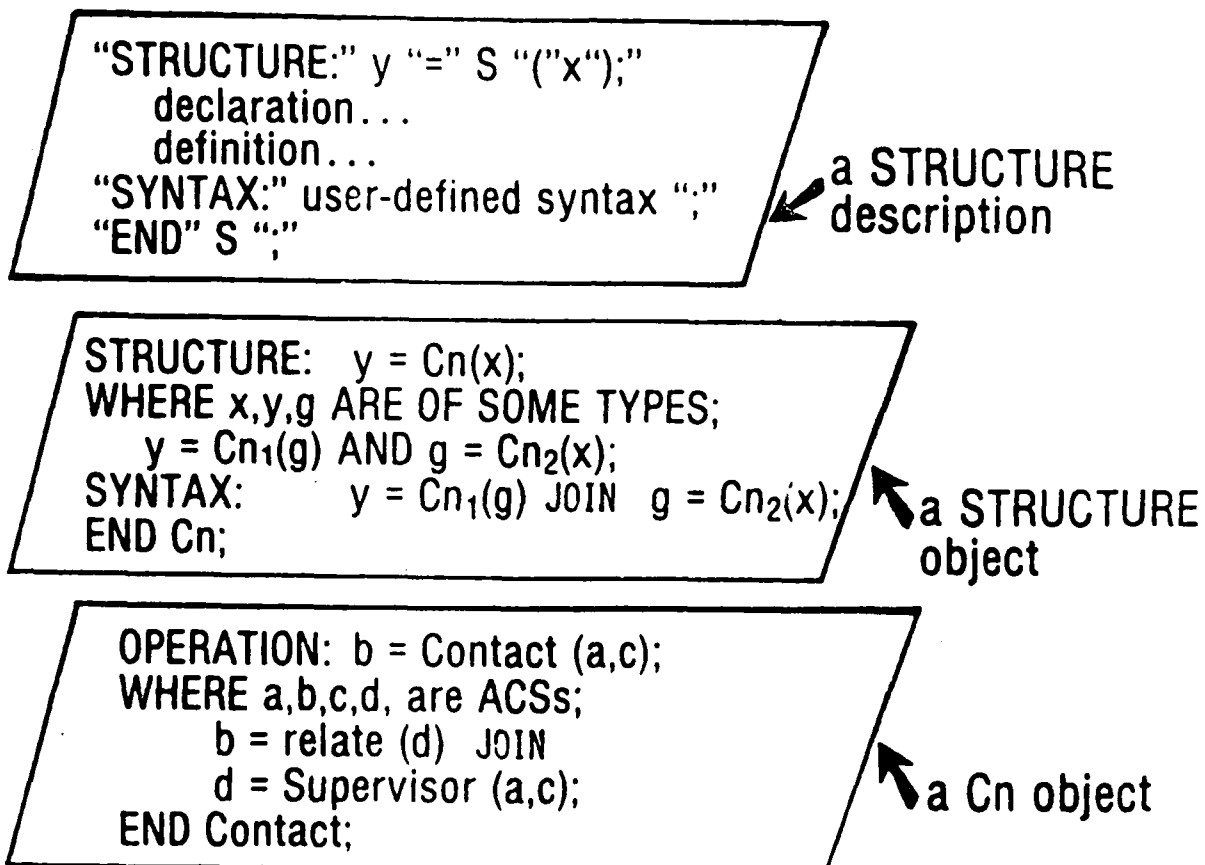 “STRUCTURE:” y “=” S “(”x“);”
declaration...
definition...
“SYNTAX:” user-defined syntax “;”
“END” S “;”
a STRUCTURE
description
STRUCTURE: y = Cn(x);
WHERE x,y,g ARE OF SOME TYPES;
y = Cn₁(g) AND g = Cn₂(x);
SYNTAX: y = Cn₁(g) JOIN g = Cn₂(x);
END Cn;
a STRUCTURE
object
OPERATION: b = Contact (a,c);
WHERE a,b,c,d, are ACSs;
b = relate (d) JOIN
d = Supervisor (a,c);
END Contact;
a Cn object